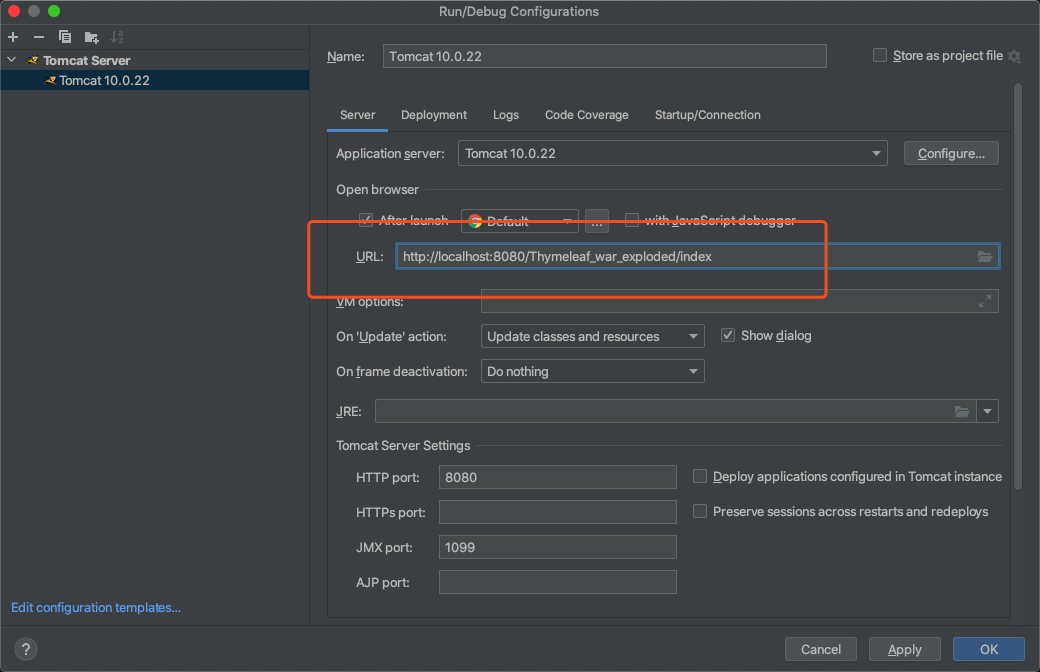 Run/Debug Configurations
Tomcat Server
Tomcat 10.0.22
Name: Tomcat 10.0.22 Store as project file
Server Deployment Logs Code Coverage Startup/Connection
Application server: Tomcat 10.0.22 Configure...
Open browser
After launch Default ... with JavaScript debugger
URL: http://localhost:8080/Thymeleaf_war_exploded/index
VM options:
On 'Update' action: Update classes and resources Show dialog
On frame deactivation: Do nothing
JRE:
Tomcat Server Settings
HTTP port: 8080 Deploy applications configured in Tomcat instance
HTTPs port: Preserve sessions across restarts and redeploys
JMX port: 1099
AJP port:
Edit configuration templates...
? Cancel Apply OK